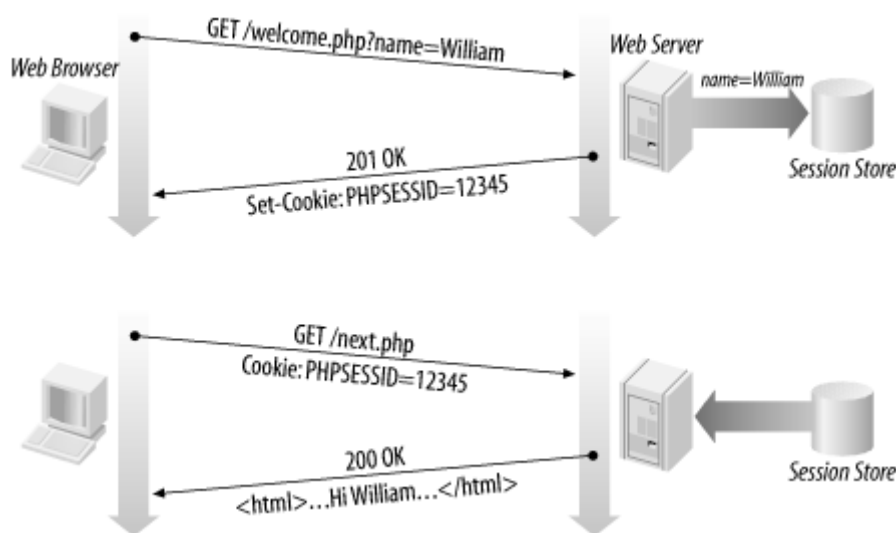 GET /welcome.php?name=William
Web Browser
Web Server
name=William
201 OK
Set-Cookie: PHPSESSID=12345
Session Store
GET /next.php
Cookie: PHPSESSID=12345
200 OK
<html>...Hi William...</html>
Session Store